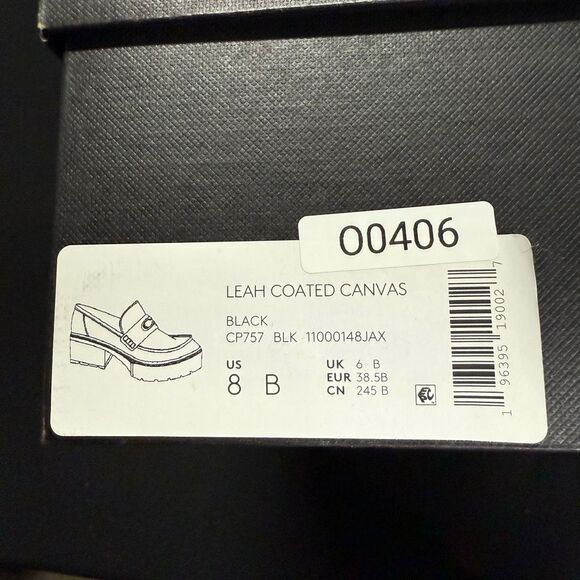 00406
LEAH COATED CANVAS
BLACK
CP757 BLK 11000148JAX
US
8 B
UK 6 B
EUR 38.5B
CN 245 B
1 96395 19002 7